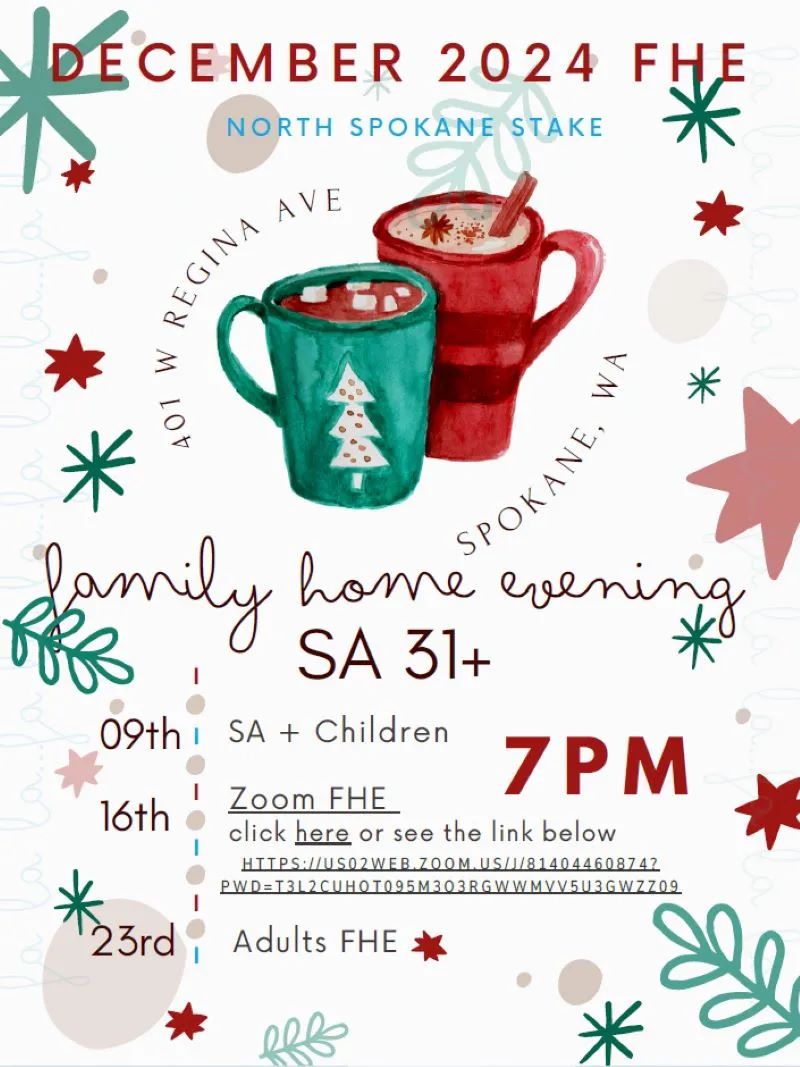 DECEMBER 2024 FHE
NORTH SPOKANE STAKE
401 W REGINA AVE
SPOKANE, WA
family home evening
SA 31+
09th SA + Children
7PM
16th Zoom FHE
click here or see the link below
HTTPS://US02WEB.ZOOM.US/J/81404460874?
PWD=T3L2CUHOT095M3O3RGWWMVV5U3GWZZ09
23rd Adults FHE